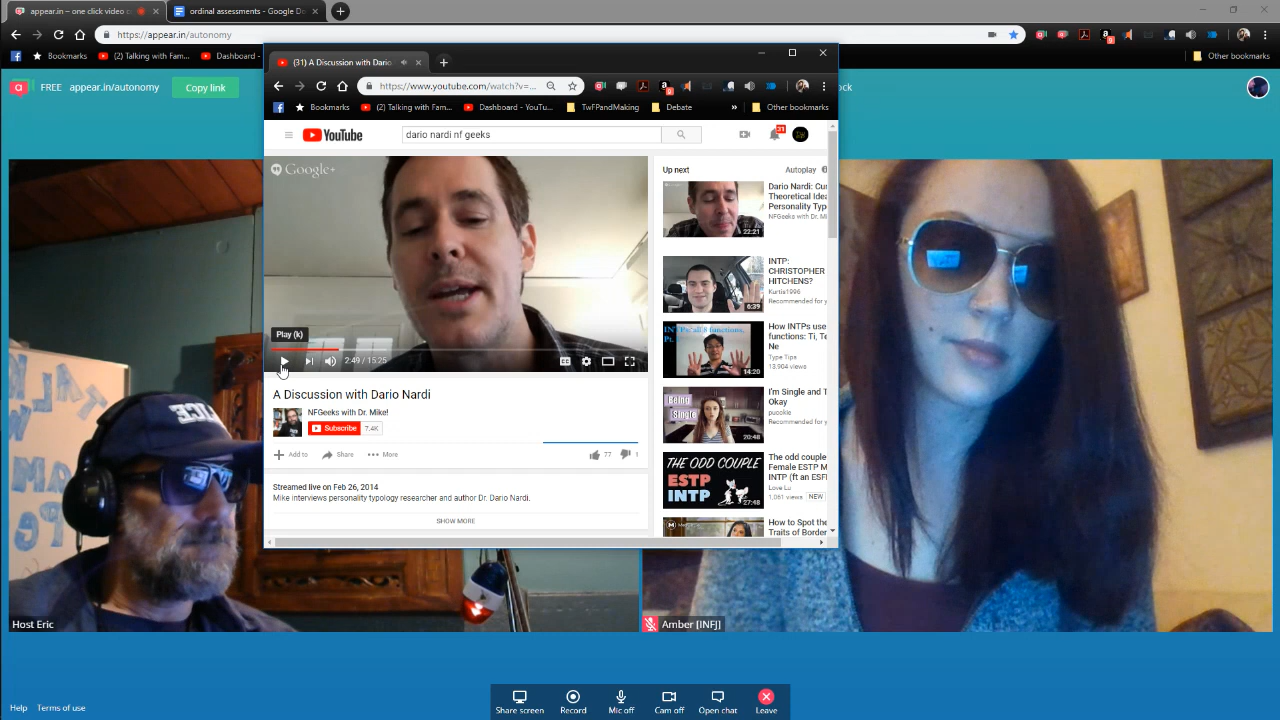 appear.in – one click video c
ordinal assessments - Google D
https://appear.in/autonomy
Bookmarks
(2) Talking with Fam...
Dashboard -
Other bookmarks
FREE appear.in/autonomy
Copy link
ock
(31) A Discussion with Dario
https://www.youtube.com/watch?v=...
Bookmarks
(2) Talking with Fam...
Dashboard - YouTu...
TwFPandMaking
Debate
»
Other bookmarks
YouTube
dario nardi nf geeks
21
Google+
Play (k)
2:49 / 15:25
A Discussion with Dario Nardi
NFGeeks with Dr. Mike!
Subscribe 7.4K
Add to
Share
More
77
1
Streamed live on Feb 26, 2014
Mike interviews personality typology researcher and author Dr. Dario Nardi.
SHOW MORE
Up next
Autoplay
Dario Nardi: Cu
Theoretical Idea
Personality Typ
NFGeeks with Dr. Mi
22:21
INTP:
CHRISTOPHER
HITCHENS?
Kurtis1996
Recommended for y
6:39
How INTPs use
functions: Ti, Te
Ne
Type Tips
13,904 views
14:20
I'm Single and T
Okay
puookie
Recommended for y
Being
Single
20:48
The odd couple
Female ESTP M
INTP (ft an ESF
Love Lu
1,061 views NEW
THE ODD COUPLE
ESTP
INTP
27:48
How to Spot the
Traits of Border
Host Eric
Amber [INFJ]
Share screen
Record
Mic off
Cam off
Open chat
Leave
Help
Terms of use